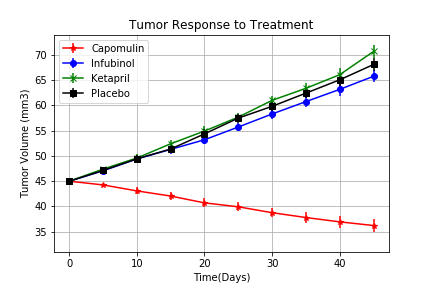 Tumor Response to Treatment
Capomulin
Infubinol
Ketapril
Placebo
Tumor Volume (mm3)
70
65
60
55
50
45
40
35
0
10
20
30
40
Time(Days)